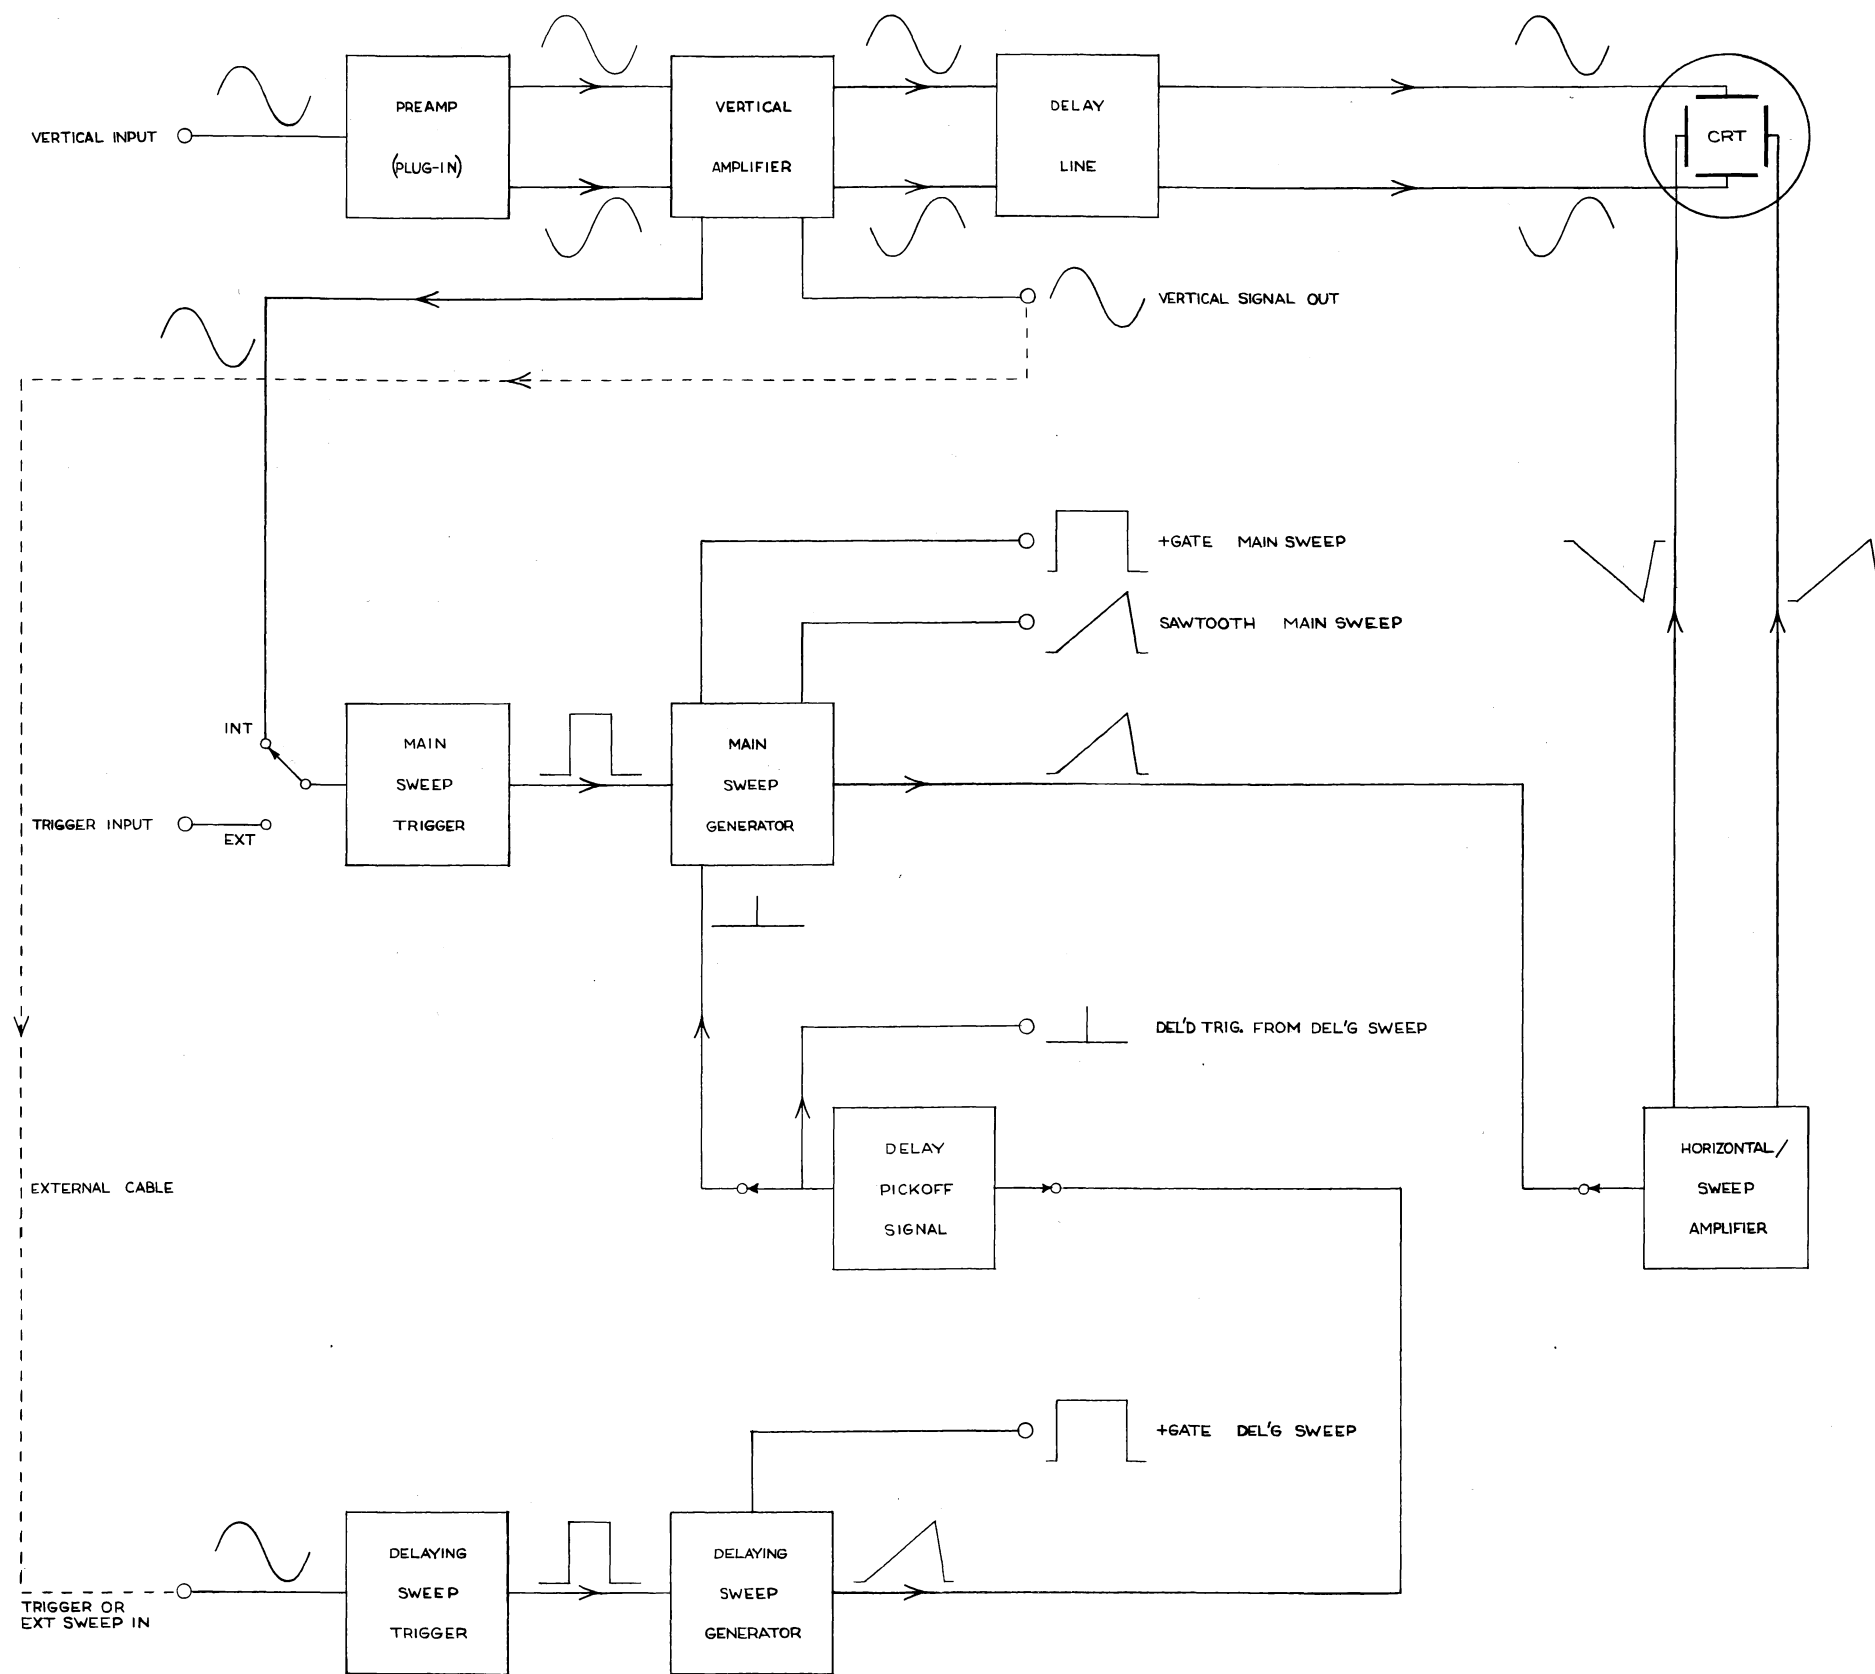 PREAMP
(PLUG-IN)
VERTICAL
AMPLIFIER
DELAY
LINE
CRT
VERTICAL INPUT
VERTICAL SIGNAL OUT
+GATE MAIN SWEEP
SAWTOOTH MAIN SWEEP
INT
TRIGGER INPUT
EXT
MAIN
SWEEP
TRIGGER
MAIN
SWEEP
GENERATOR
DEL'D TRIG. FROM DEL'G SWEEP
EXTERNAL CABLE
DELAY
PICKOFF
SIGNAL
HORIZONTAL/
SWEEP
AMPLIFIER
+GATE DEL'G SWEEP
TRIGGER OR
EXT SWEEP IN
DELAYING
SWEEP
TRIGGER
DELAYING
SWEEP
GENERATOR